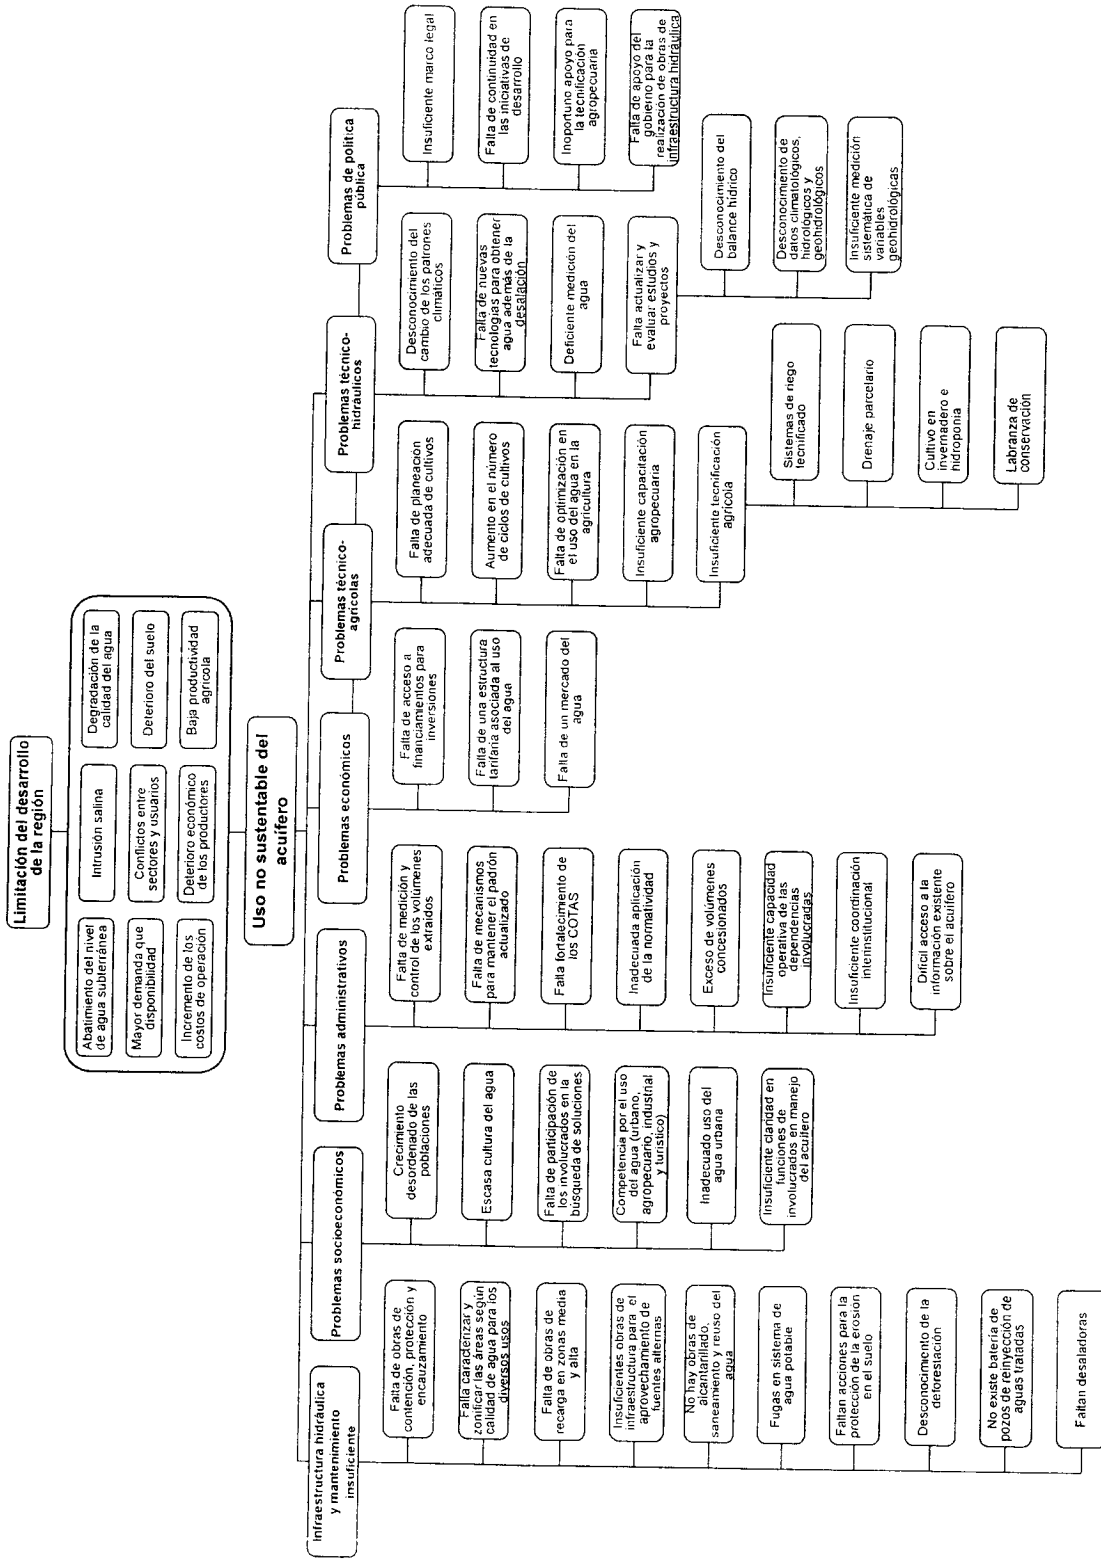 Limitación del desarrollo
de la región
Abatimiento del nivel
de agua subterránea
Intrusión salina
Degradación de la
calidad del agua
Mayor demanda que
disponibilidad
Conflictos entre
sectores y usuarios
Deterioro del suelo
Incremento de los
costos de operación
Deterioro económico
de los productores
Baja productividad
agrícola
Uso no sustentable del
acuífero
Infraestructura hidráulica
y mantenimiento
insuficiente
Falta de obras de
contención, protección y
encauzamiento
Falta caracterizar y
zonificar las áreas según
calidad de agua para los
diversos usos
Falta de obras de
recarga en zonas media
y alta
Insuficientes obras de
infraestructura para el
aprovechamiento de
fuentes alternas
No hay obras de
alcantarillado,
saneamiento y reuso del
agua
Fugas en sistema de
agua potable
Faltan acciones para la
protección de la erosión
en el suelo
Desconocimiento de la
deforestación
No existe batería de
pozos de reinyección de
aguas tratadas
Faltan desaladoras
Problemas socioeconómicos
Crecimiento
desordenado de las
poblaciones
Escasa cultura del agua
Falta de participación de
los involucrados en la
búsqueda de soluciones
Competencia por el uso
del agua (urbano,
agropecuario, industrial
y turístico)
Inadecuado uso del
agua urbana
Insuficiente claridad en
funciones de
involucrados en manejo
del acuífero
Problemas administrativos
Falta de medición y
control de los volúmenes
extraídos
Falta de mecanismos
para mantener el padrón
actualizado
Falta fortalecimiento de
los COTAS
Inadecuada aplicación
de la normatividad
Exceso de volúmenes
concesionados
Insuficiente capacidad
operativa de las
dependencias
involucradas
Insuficiente coordinación
interinstitucional
Difícil acceso a la
información existente
sobre el acuífero
Problemas económicos
Falta de acceso a
financiamientos para
inversiones
Falta de una estructura
tarifaria asociada al uso
del agua
Falta de un mercado del
agua
Problemas técnico-
agrícolas
Falta de planeación
adecuada de cultivos
Aumento en el número
de ciclos de cultivos
Falta de optimización en
el uso del agua en la
agricultura
Insuficiente capacitación
agropecuaria
Insuficiente tecnificación
agrícola
Sistemas de riego
tecnificado
Drenaje parcelario
Cultivo en
invernadero e
hidroponia
Labranza de
conservación
Problemas técnico-
hidráulicos
Desconocimiento del
cambio de los patrones
climáticos
Falta de nuevas
tecnologías para obtener
agua además de la
desalación
Deficiente medición del
agua
Falta actualizar y
evaluar estudios y
proyectos
Desconocimiento del
balance hídrico
Desconocimiento de
datos climatológicos,
hidrológicos y
geohidrológicos
Insuficiente medición
sistemática de
variables
geohidrológicas
Problemas de política
pública
Insuficiente marco legal
Falta de continuidad en
las iniciativas de
desarrollo
Inoportuno apoyo para
la tecnificación
agropecuaria
Falta de apoyo del
gobierno para la
realización de obras de
infraestructura hidráulica